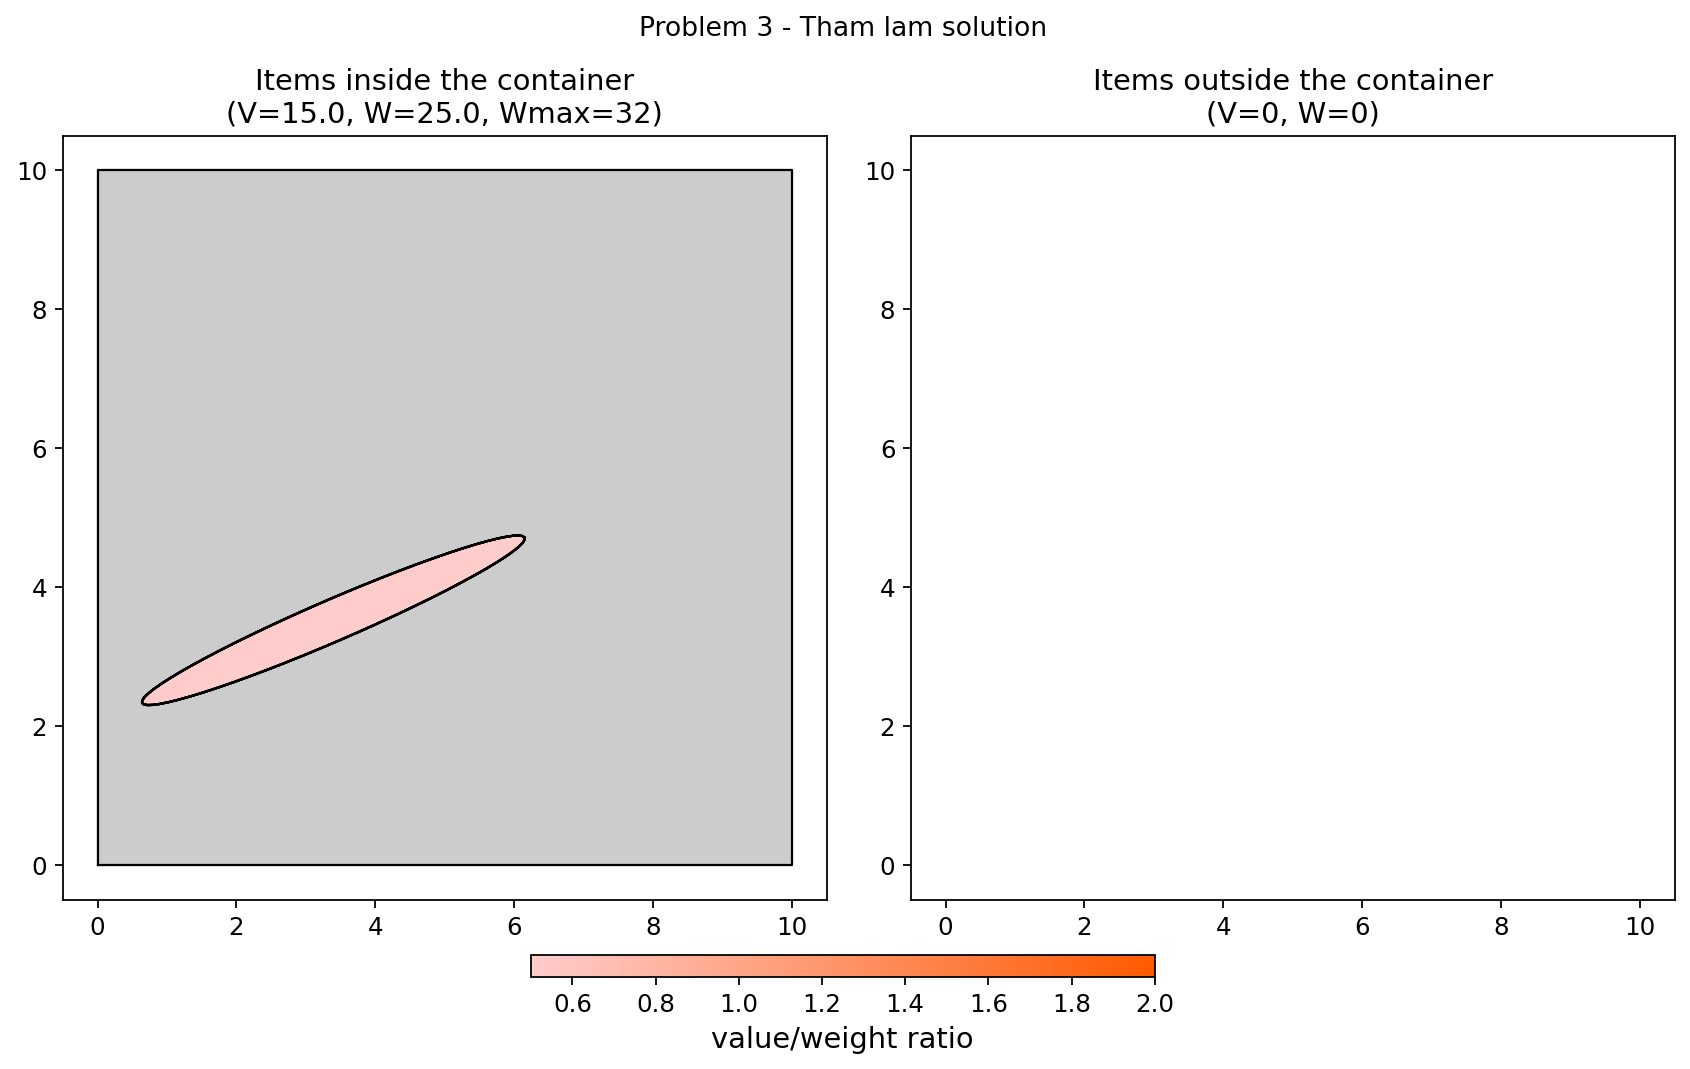 Problem 3 - Tham lam solution
Items inside the container
(V=15.0, W=25.0, Wmax=32)
10
8
6
4
2
0
0 2 4 6 8 10
Items outside the container
(V=0, W=0)
10
8
6
4
2
0
0 2 4 6 8 10
0.6 0.8 1.0 1.2 1.4 1.6 1.8 2.0
value/weight ratio